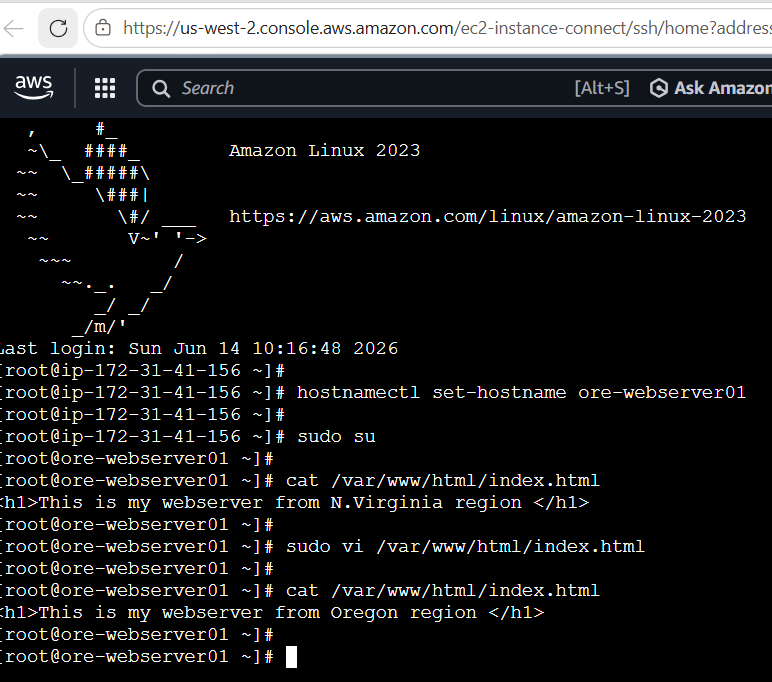 https://us-west-2.console.aws.amazon.com/ec2-instance-connect/ssh/home?address
aws Search [Alt+S] Ask Amazon
   ,     #_
   ~\_  ####_        Amazon Linux 2023
  ~~  \_#####\
  ~~     \###|
  ~~       \#/ ___   https://aws.amazon.com/linux/amazon-linux-2023
   ~~       V~' '->
    ~~~         /
      ~~._.   _/
         _/ _/
       _/m/'
Last login: Sun Jun 14 10:16:48 2026
[root@ip-172-31-41-156 ~]#
[root@ip-172-31-41-156 ~]# hostnamectl set-hostname ore-webserver01
[root@ip-172-31-41-156 ~]#
[root@ip-172-31-41-156 ~]# sudo su
[root@ore-webserver01 ~]#
[root@ore-webserver01 ~]# cat /var/www/html/index.html
<h1>This is my webserver from N.Virginia region </h1>
[root@ore-webserver01 ~]#
[root@ore-webserver01 ~]# sudo vi /var/www/html/index.html
[root@ore-webserver01 ~]#
[root@ore-webserver01 ~]# cat /var/www/html/index.html
<h1>This is my webserver from Oregon region </h1>
[root@ore-webserver01 ~]#
[root@ore-webserver01 ~]#